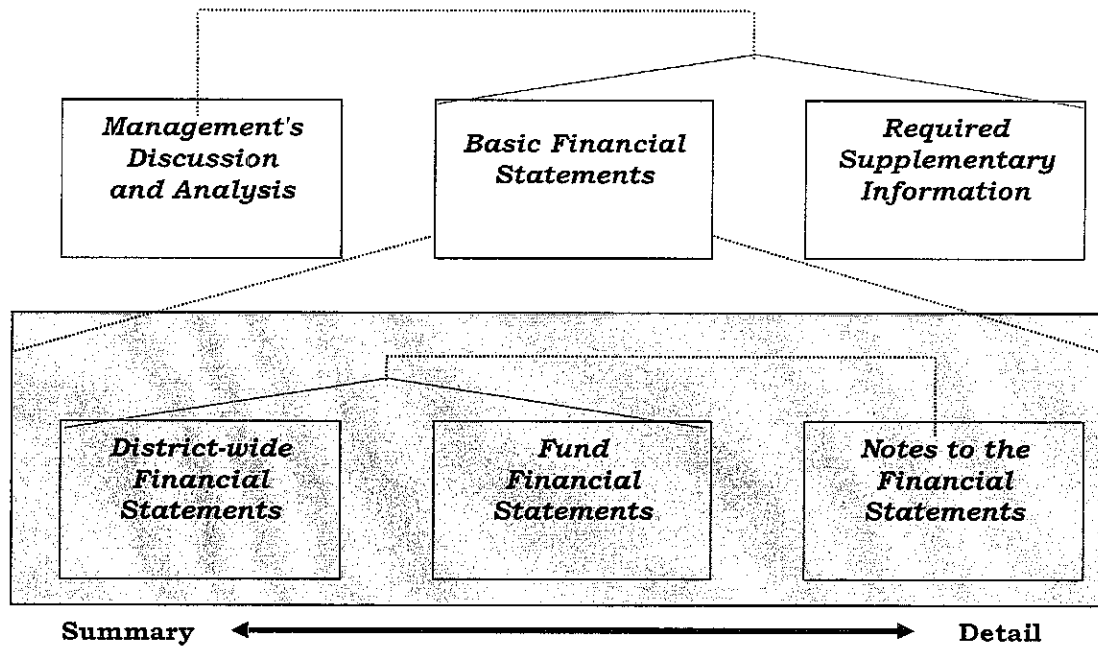 Management's
Discussion
and Analysis
Basic Financial
Statements
Required
Supplementary
Information
District-wide
Financial
Statements
Fund
Financial
Statements
Notes to the
Financial
Statements
Summary
Detail